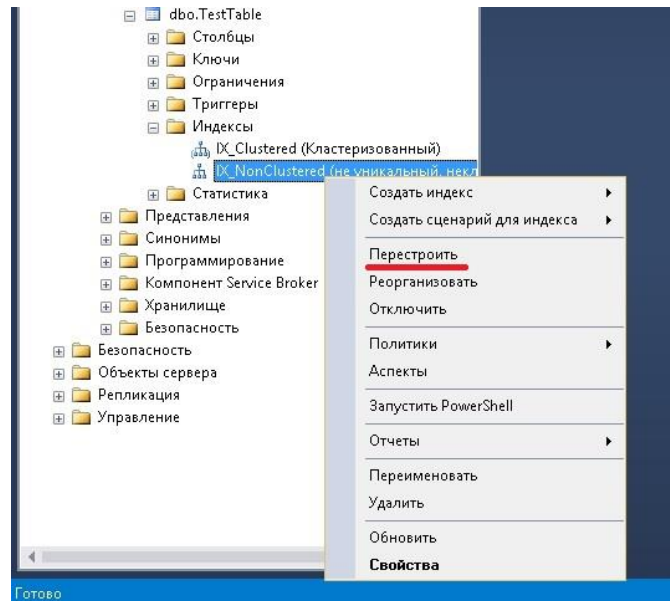 dbo.TestTable
Столбцы
Ключи
Ограничения
Триггеры
Индексы
IX_Clustered (Кластеризованный)
IX_NonClustered (не уникальный, некл
Статистика
Представления
Синонимы
Программирование
Компонент Service Broker
Хранилище
Безопасность
Безопасность
Объекты сервера
Репликация
Управление
Создать индекс
Создать сценарий для индекса
Перестроить
Реорганизовать
Отключить
Политики
Аспекты
Запустить PowerShell
Отчеты
Переименовать
Удалить
Обновить
Свойства
Готово